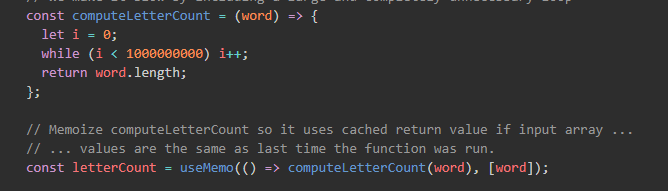 const computeLetterCount = (word) => {
let i = 0;
while (i < 1000000000) i++;
return word.length;
};
// Memoize computeLetterCount so it uses cached return value if input array ...
// ... values are the same as last time the function was run.
const letterCount = useMemo(() => computeLetterCount(word), [word]);